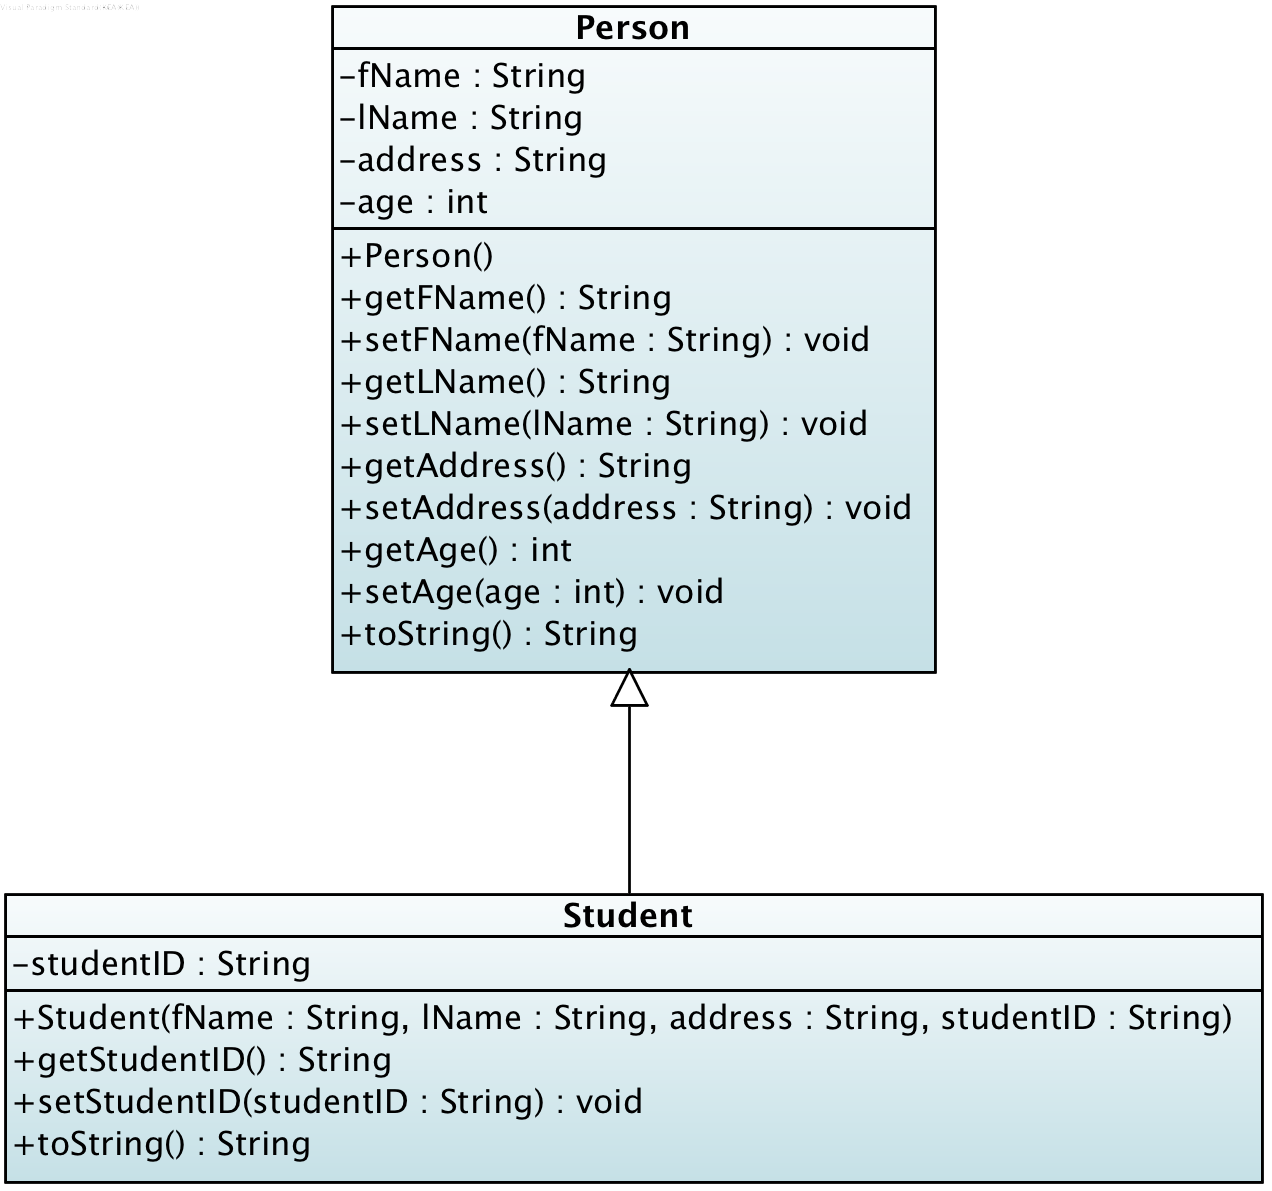 Visual Paradigm Standard
Person
-fName : String
-lName : String
-address : String
-age : int
+Person()
+getFName() : String
+setFName(fName : String) : void
+getLName() : String
+setLName(lName : String) : void
+getAddress() : String
+setAddress(address : String) : void
+getAge() : int
+setAge(age : int) : void
+toString() : String
Student
-studentID : String
+Student(fName : String, lName : String, address : String, studentID : String)
+getStudentID() : String
+setStudentID(studentID : String) : void
+toString() : String